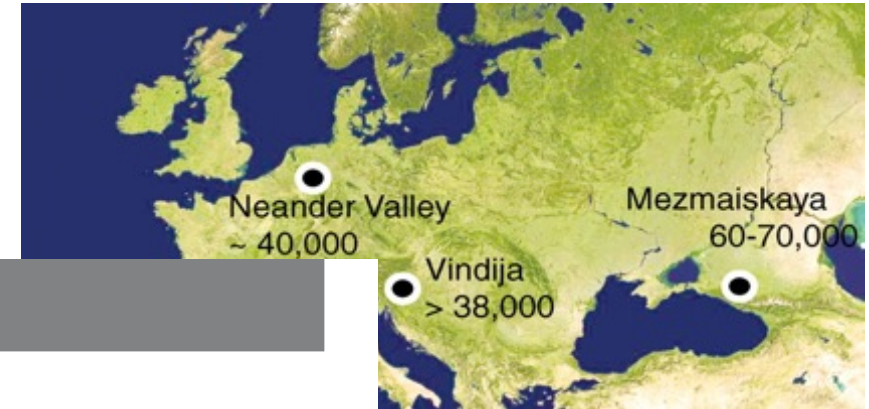 Neander Valley
~ 40,000
Mezmaiskaya
60-70,000
Vindija
> 38,000